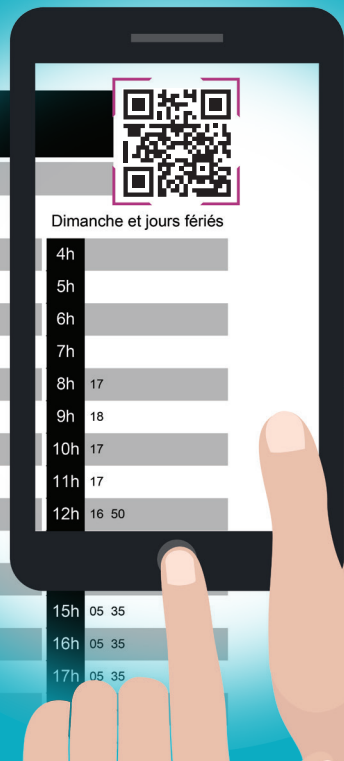 Dimanche et jours fériés
4h
5h
6h
7h
8h 17
9h 18
10h 17
11h 17
12h 16 50
15h 05 35
16h 05 35
17h 05 35